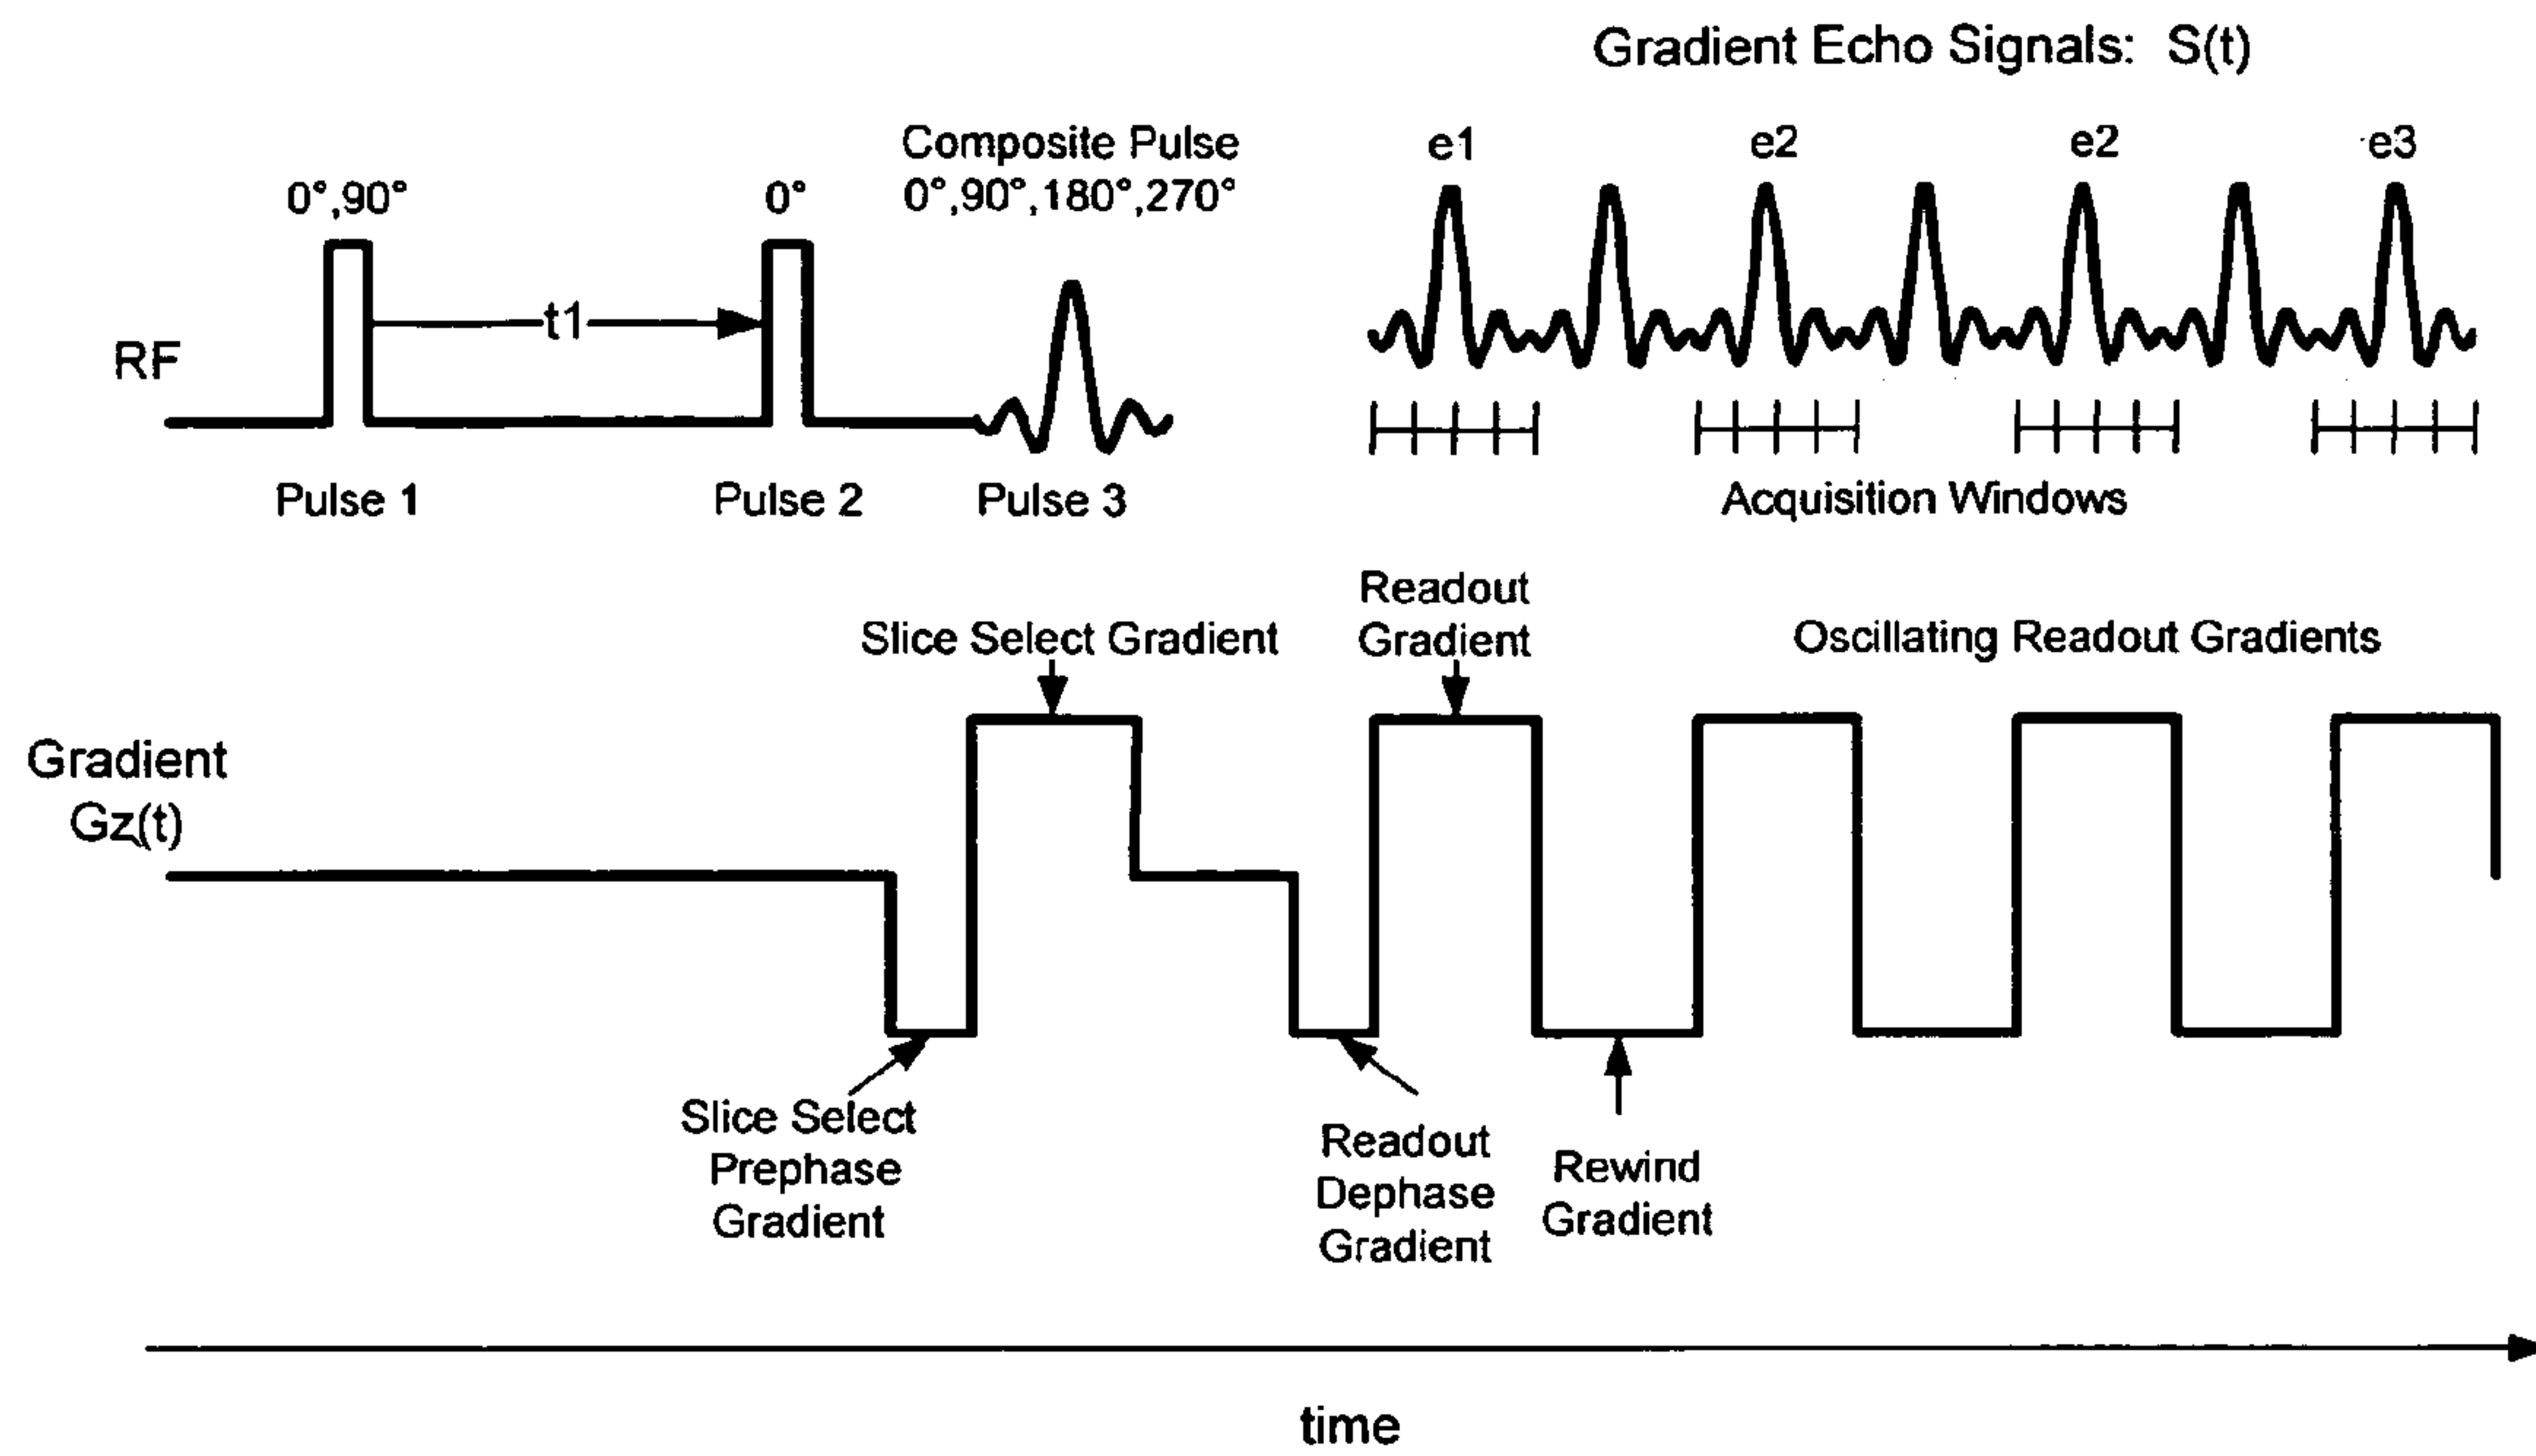 Gradient Echo Signals: S(t)
Composite Pulse
0°,90°,180°,270°
0°,90°
0°
e1
e2
e2
e3
t1
RF
Pulse 1
Pulse 2
Pulse 3
Acquisition Windows
Readout
Gradient
Slice Select Gradient
Oscillating Readout Gradients
Gradient
Gz(t)
Slice Select
Prephase
Gradient
Readout
Dephase
Gradient
Rewind
Gradient
time